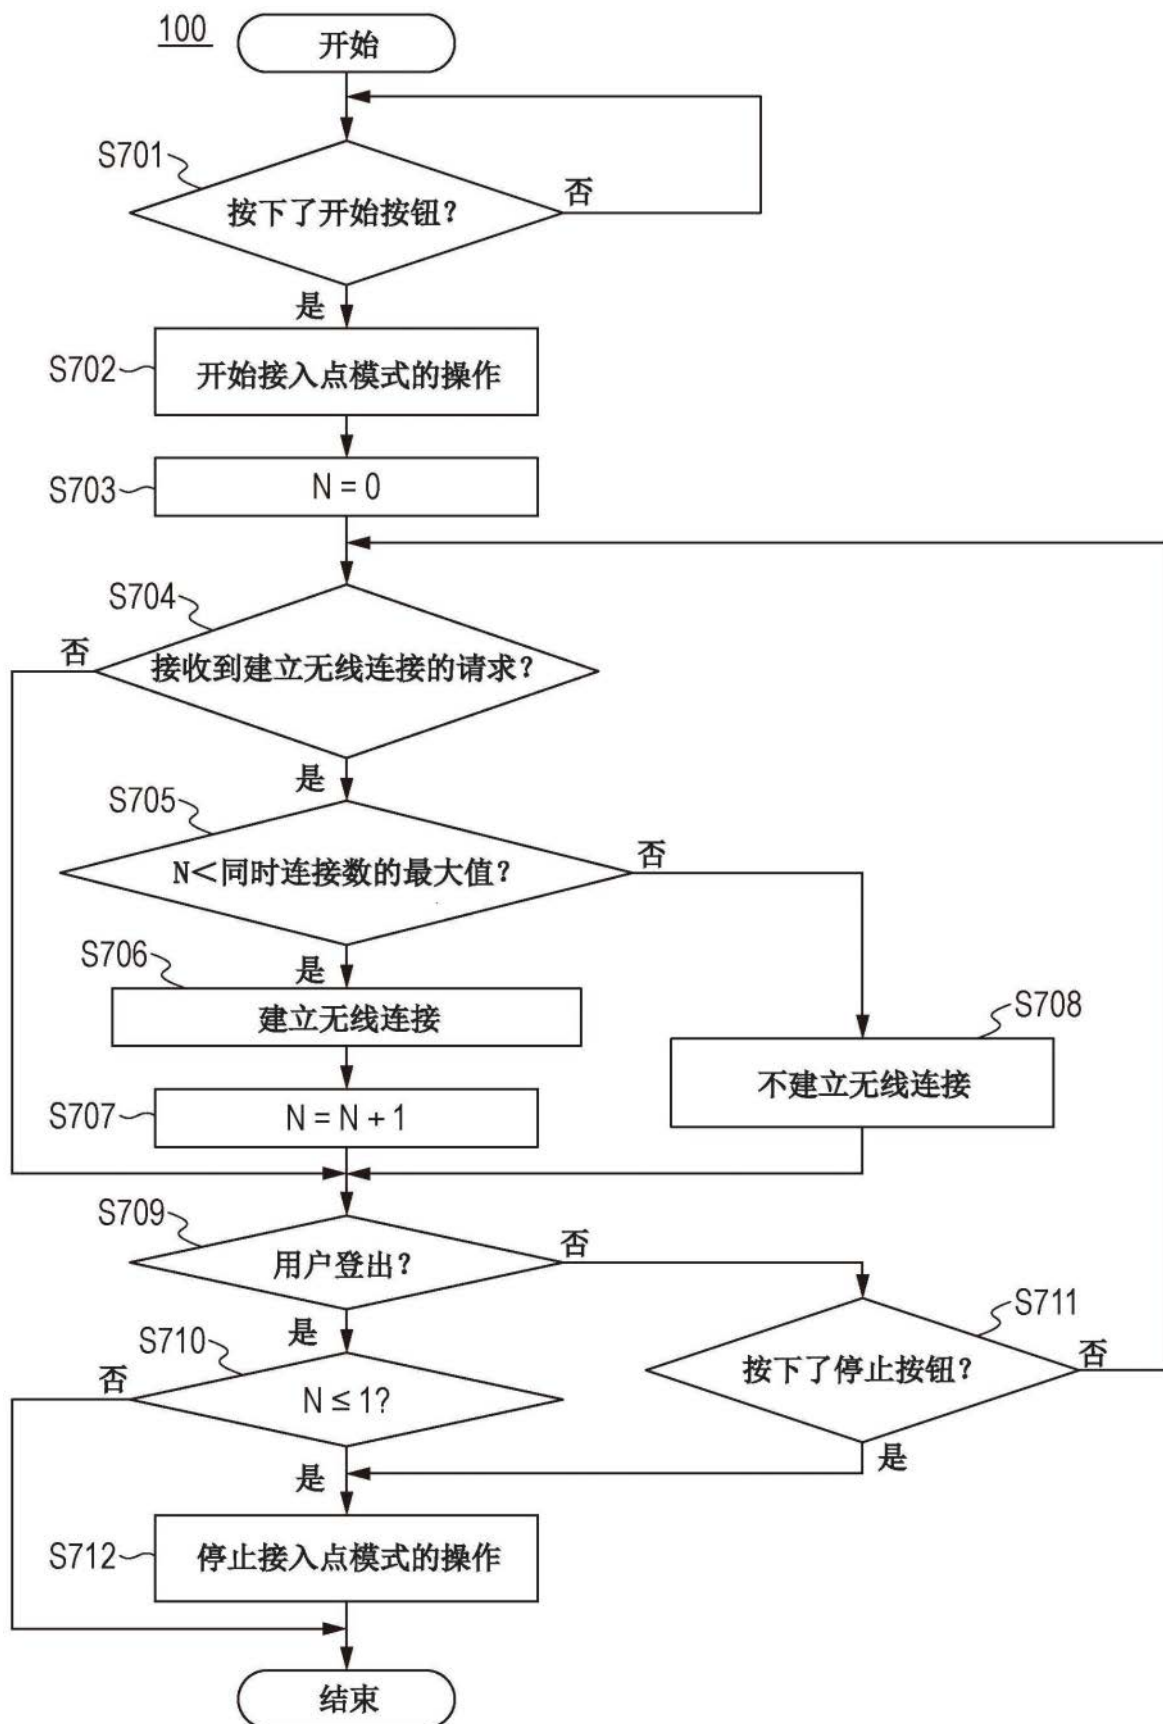 100
开始
S701
按下了开始按钮?
否
是
S702
开始接入点模式的操作
S703
N = 0
S704
否
接收到建立无线连接的请求?
是
S705
N<同时连接数的最大值?
否
S706
是
建立无线连接
S708
不建立无线连接
S707
N = N + 1
S709
用户登出?
否
S711
是
S710
按下了停止按钮?
否
否
N ≤ 1?
是
是
S712
停止接入点模式的操作
结束